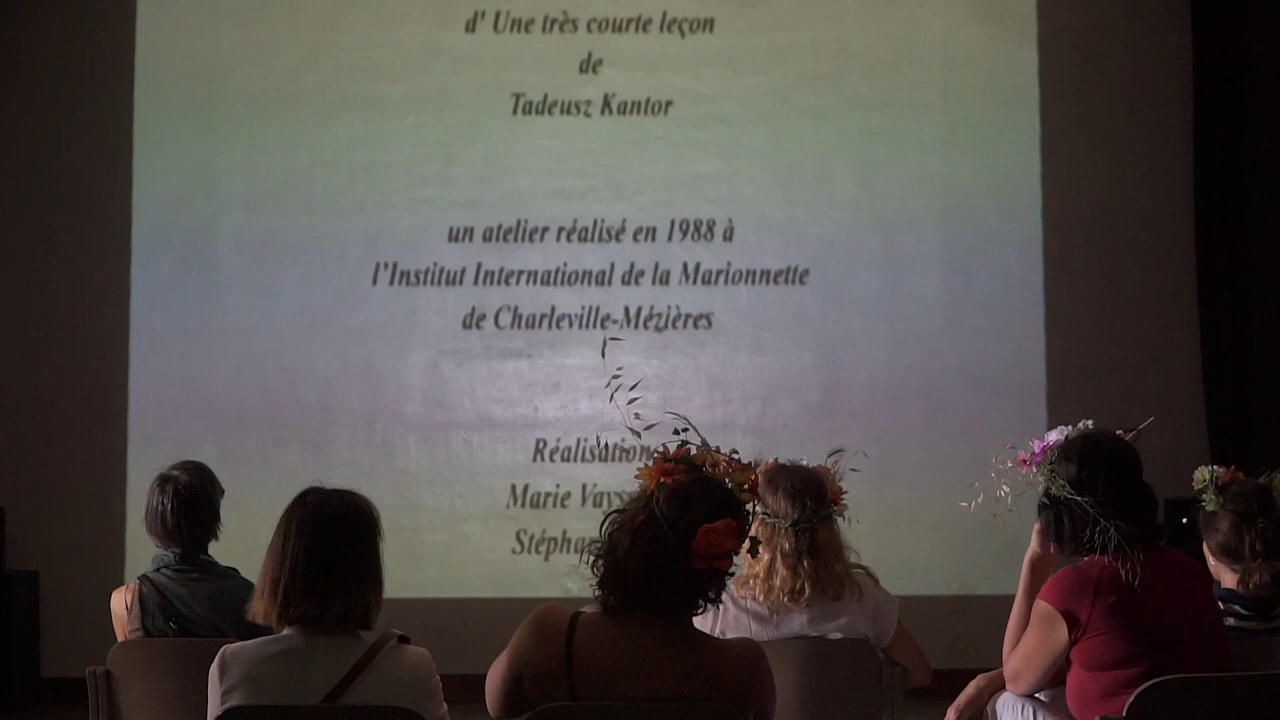 d' Une très courte leçon
de
Tadeusz Kantor
un atelier réalisé en 1988 à
l'Institut International de la Marionnette
de Charleville-Mézières
Réalisation
Marie